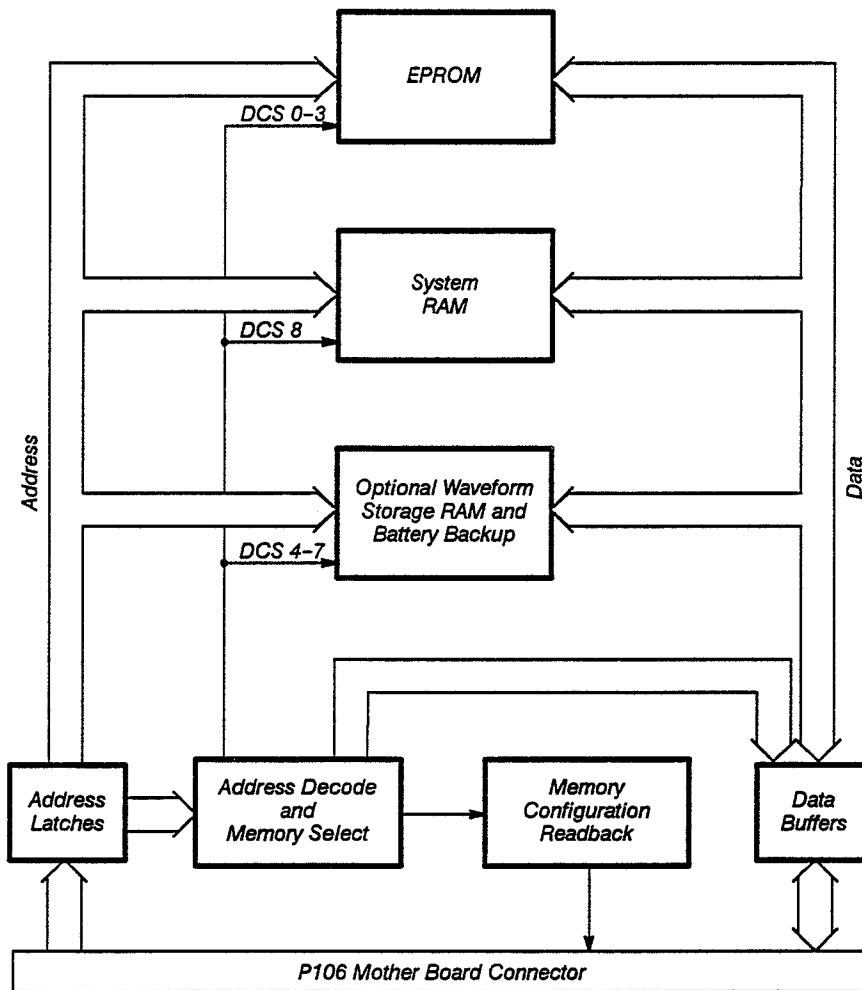 EPROM
DCS 0-3
System
RAM
DCS 8
Address
Data
Optional Waveform
Storage RAM and
Battery Backup
DCS 4-7
Address
Latches
Address Decode
and
Memory Select
Memory
Configuration
Readback
Data
Buffers
P106 Mother Board Connector